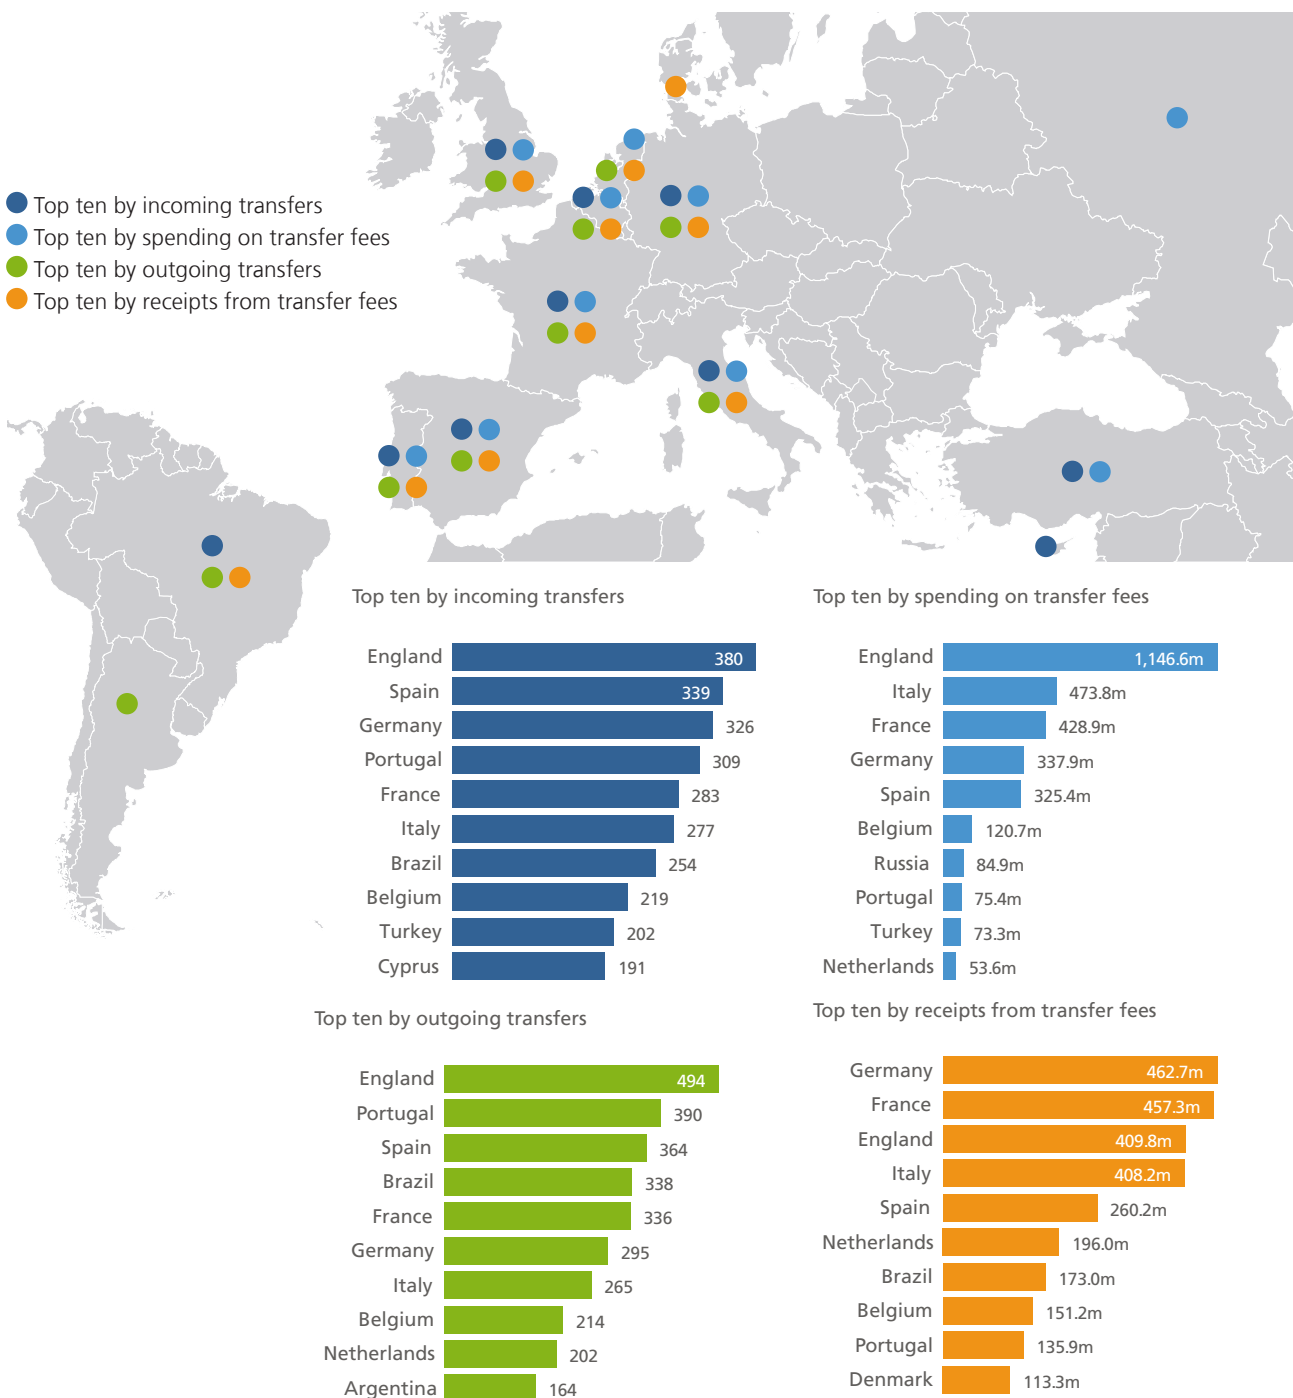 Top ten by incoming transfers
Top ten by spending on transfer fees
Top ten by outgoing transfers
Top ten by receipts from transfer fees
Top ten by incoming transfers
England 380
Spain 339
Germany 326
Portugal 309
France 283
Italy 277
Brazil 254
Belgium 219
Turkey 202
Cyprus 191
Top ten by spending on transfer fees
England 1,146.6m
Italy 473.8m
France 428.9m
Germany 337.9m
Spain 325.4m
Belgium 120.7m
Russia 84.9m
Portugal 75.4m
Turkey 73.3m
Netherlands 53.6m
Top ten by outgoing transfers
England 494
Portugal 390
Spain 364
Brazil 338
France 336
Germany 295
Italy 265
Belgium 214
Netherlands 202
Argentina 164
Top ten by receipts from transfer fees
Germany 462.7m
France 457.3m
England 409.8m
Italy 408.2m
Spain 260.2m
Netherlands 196.0m
Brazil 173.0m
Belgium 151.2m
Portugal 135.9m
Denmark 113.3m